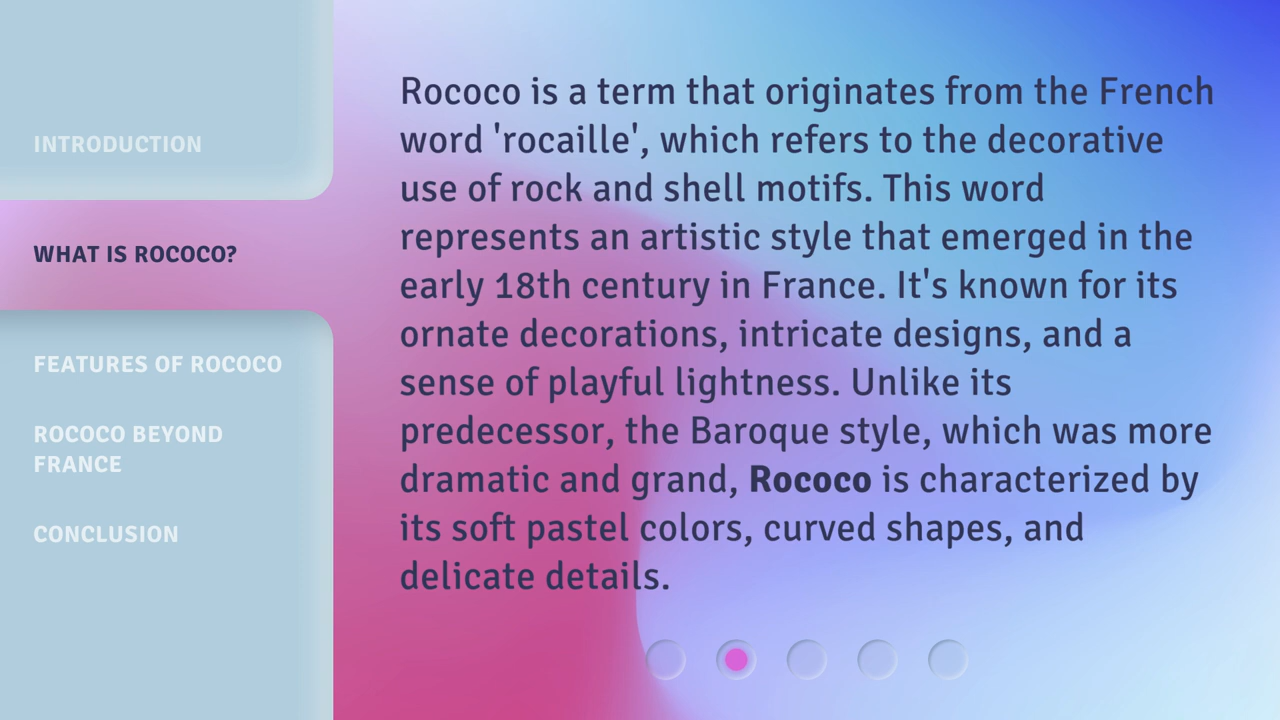 INTRODUCTION
WHAT IS ROCOCO?
FEATURES OF ROCOCO
ROCOCO BEYOND
FRANCE
CONCLUSION
Rococo is a term that originates from the French
word 'rocaille', which refers to the decorative
use of rock and shell motifs. This word
represents an artistic style that emerged in the
early 18th century in France. It's known for its
ornate decorations, intricate designs, and a
sense of playful lightness. Unlike its
predecessor, the Baroque style, which was more
dramatic and grand, Rococo is characterized by
its soft pastel colors, curved shapes, and
delicate details.